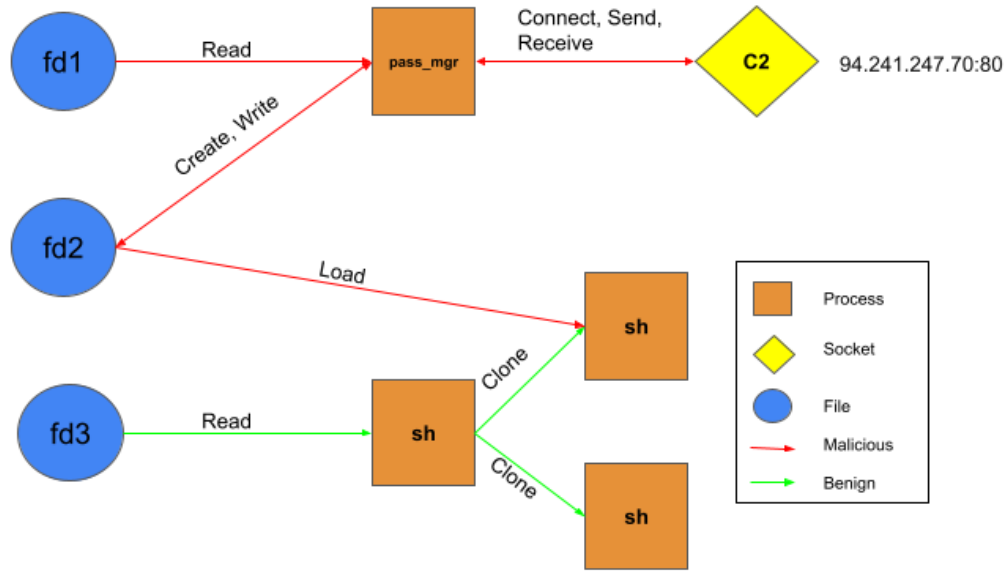 fd1
Read
pass_mgr
Connect, Send,
Receive
C2
94.241.247.70:80
Create, Write
fd2
Load
sh
fd3
Read
sh
Clone
Clone
sh
Process
Socket
File
Malicious
Benign